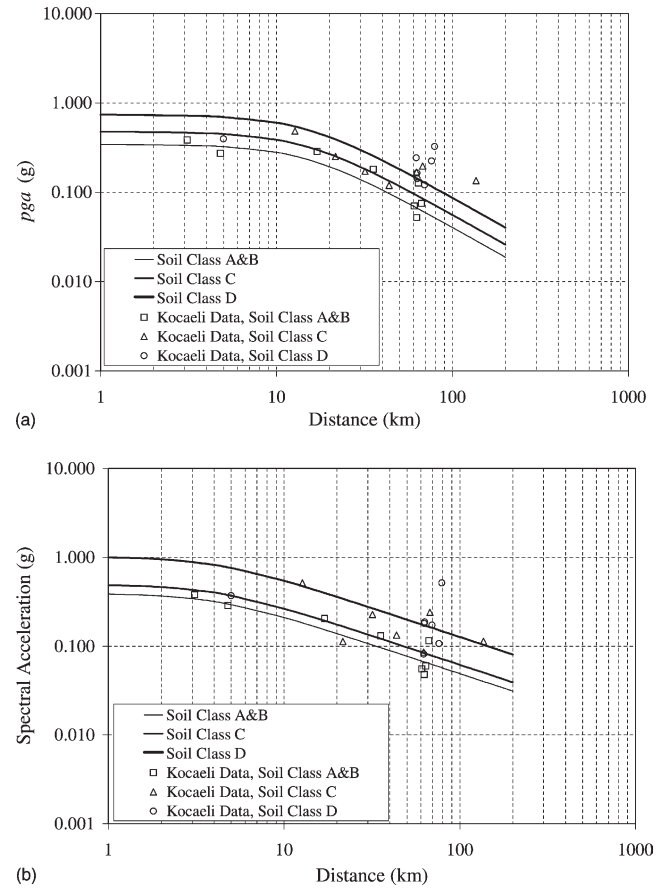 10.000
1.000
0.100
0.010
0.001
pga (g)
Soil Class A&B
Soil Class C
Soil Class D
Kocaeli Data, Soil Class A&B
Kocaeli Data, Soil Class C
Kocaeli Data, Soil Class D
1 10 100 1000
(a) Distance (km)
10.000
1.000
0.100
0.010
0.001
Spectral Acceleration (g)
Soil Class A&B
Soil Class C
Soil Class D
Kocaeli Data, Soil Class A&B
Kocaeli Data, Soil Class C
Kocaeli Data, Soil Class D
1 10 100 1000
(b) Distance (km)